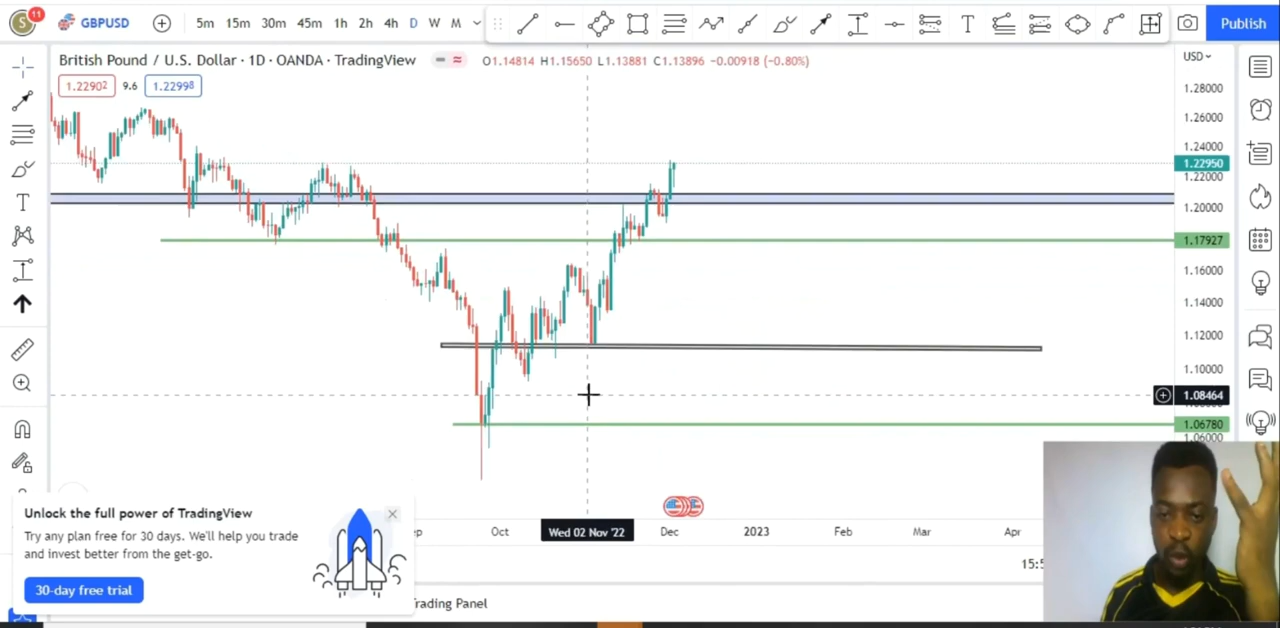 S 11 GBPUSD 5m 15m 30m 45m 1h 2h 4h D W M T Publish
British Pound / U.S. Dollar · 1D · OANDA · TradingView O1.14814 H1.15650 L1.13881 C1.13896 −0.00918 (−0.80%) USD
1.22902 9.6 1.22998
1.28000
1.26000
1.24000
1.22950
1.22000
1.20000
1.17927
1.16000
1.14000
1.12000
1.10000
1.08464
1.06780
1.06000
Unlock the full power of TradingView
Try any plan free for 30 days. We'll help you trade
and invest better from the get-go.
30-day free trial
Oct Wed 02 Nov '22 Dec 2023 Feb Mar Apr
Panel